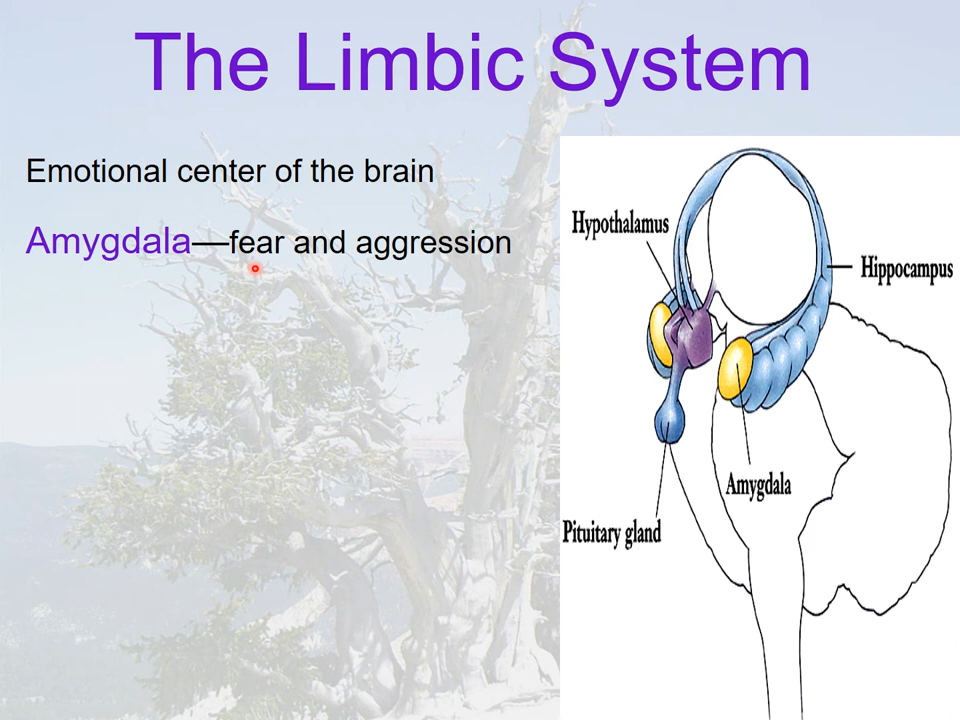 The Limbic System
Emotional center of the brain
Amygdala—fear and aggression
Hypothalamus
Hippocampus
Amygdala
Pituitary gland